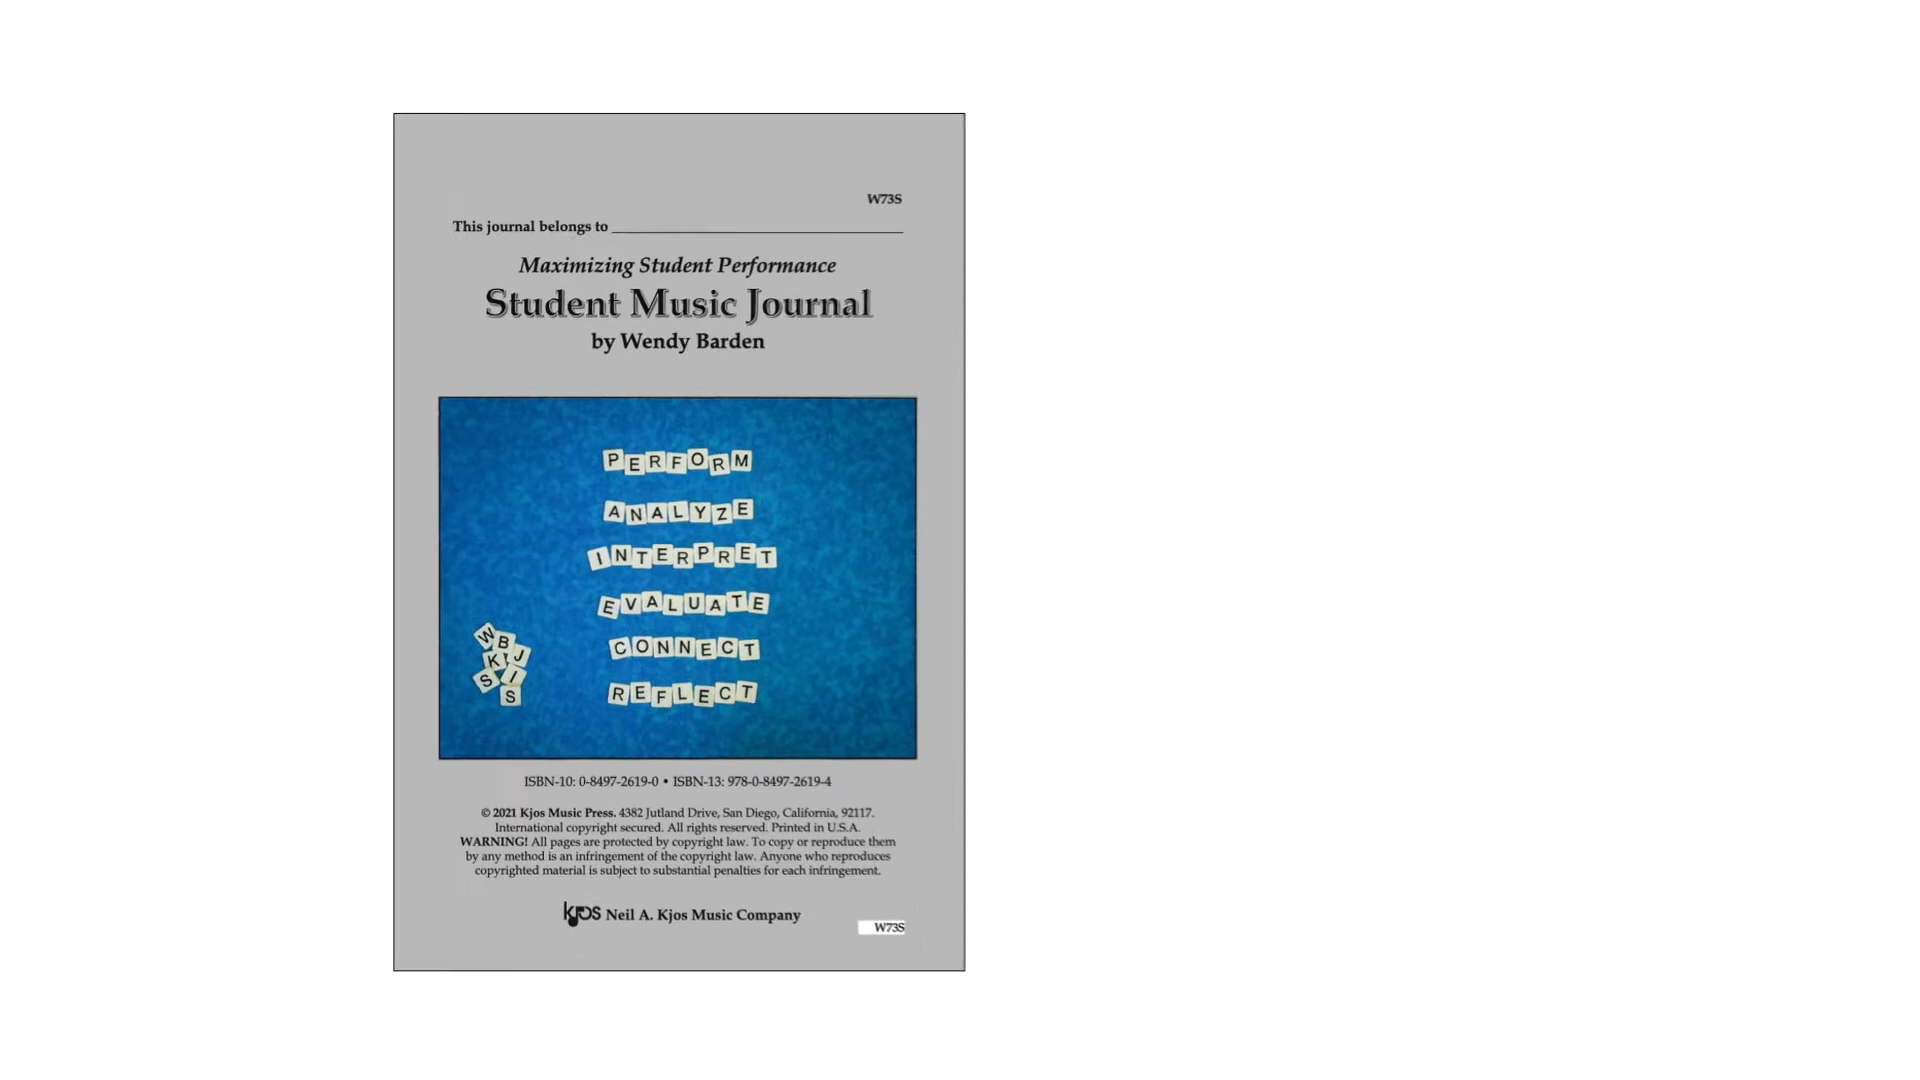 W73S
This journal belongs to
Maximizing Student Performance
Student Music Journal
by Wendy Barden
PERFORM
ANALYZE
INTERPRET
EVALUATE
W B
K J
S I
S
CONNECT
REFLECT
ISBN-10: 0-8497-2619-0 • ISBN-13: 978-0-8497-2619-4
© 2021 Kjos Music Press. 4382 Jutland Drive, San Diego, California, 92117.
International copyright secured. All rights reserved. Printed in U.S.A.
WARNING! All pages are protected by copyright law. To copy or reproduce them
by any method is an infringement of the copyright law. Anyone who reproduces
copyrighted material is subject to substantial penalties for each infringement.
KJOS Neil A. Kjos Music Company
W73S